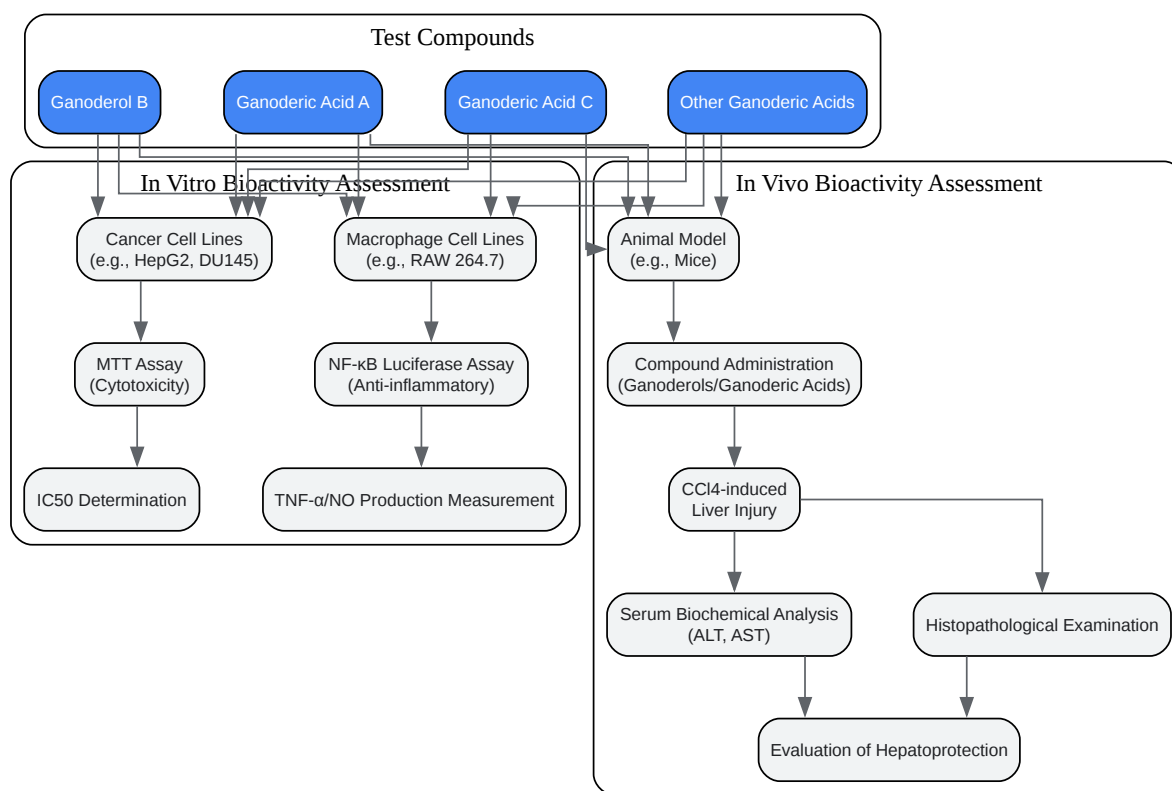 Test Compounds
Ganoderol B
Ganoderic Acid A
Ganoderic Acid C
Other Ganoderic Acids
In Vitro Bioactivity Assessment
In Vivo Bioactivity Assessment
Cancer Cell Lines
(e.g., HepG2, DU145)
Macrophage Cell Lines
(e.g., RAW 264.7)
Animal Model
(e.g., Mice)
MTT Assay
(Cytotoxicity)
NF-κB Luciferase Assay
(Anti-inflammatory)
Compound Administration
(Ganoderols/Ganoderic Acids)
IC50 Determination
TNF-α/NO Production Measurement
CCl4-induced
Liver Injury
Serum Biochemical Analysis
(ALT, AST)
Histopathological Examination
Evaluation of Hepatoprotection